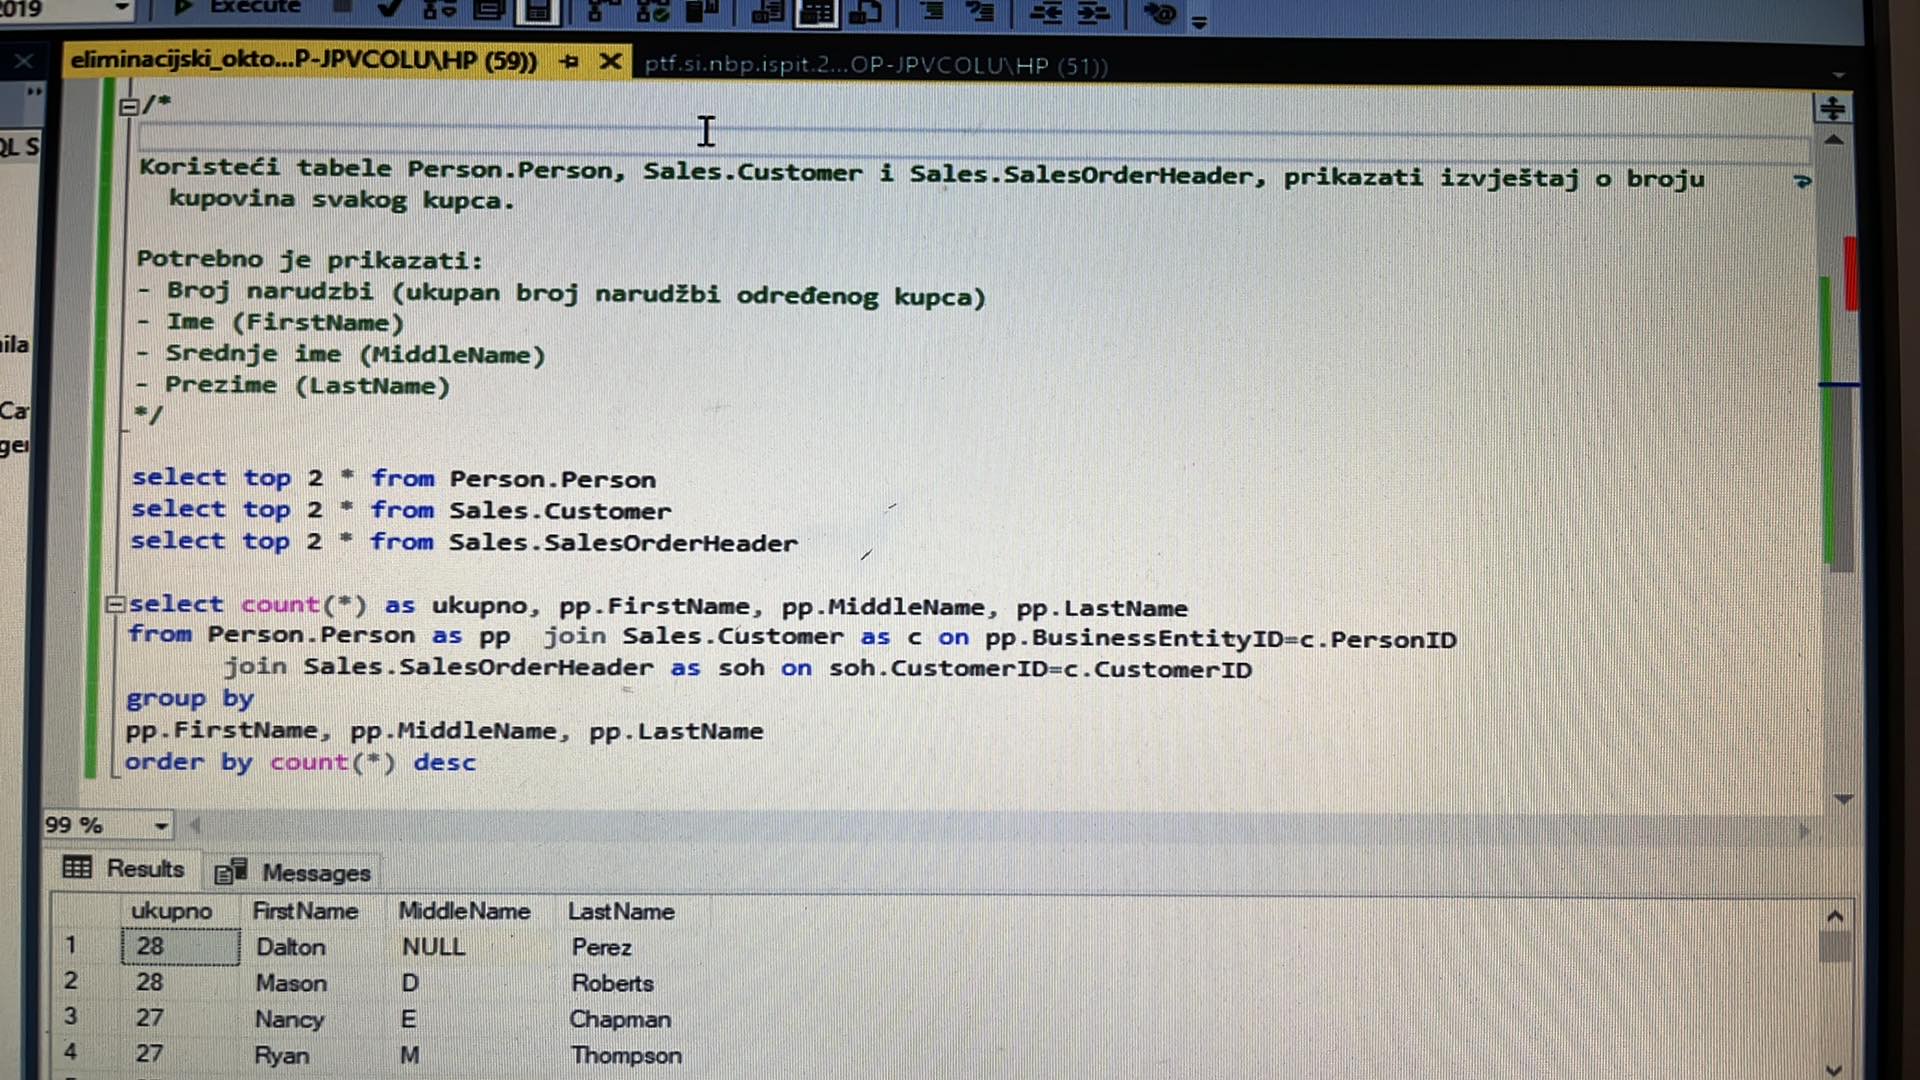 2019
Execute
eliminacijski_okto...P-JPVCOLU\HP (59))
ptf.si.nbp.ispit.2...OP-JPVCOLU\HP (51))
/*
QL S
Koristeći tabele Person.Person, Sales.Customer i Sales.SalesOrderHeader, prikazati izvještaj o broju
kupovina svakog kupca.
Potrebno je prikazati:
- Broj narudzbi (ukupan broj narudžbi određenog kupca)
- Ime (FirstName)
- Srednje ime (MiddleName)
- Prezime (LastName)
*/
select top 2 * from Person.Person
select top 2 * from Sales.Customer
select top 2 * from Sales.SalesOrderHeader
select count(*) as ukupno, pp.FirstName, pp.MiddleName, pp.LastName
from Person.Person as pp  join Sales.Customer as c on pp.BusinessEntityID=c.PersonID
join Sales.SalesOrderHeader as soh on soh.CustomerID=c.CustomerID
group by
pp.FirstName, pp.MiddleName, pp.LastName
order by count(*) desc
99 %
Results Messages
ukupno FirstName MiddleName LastName
1 28 Dalton NULL Perez
2 28 Mason D Roberts
3 27 Nancy E Chapman
4 27 Ryan M Thompson